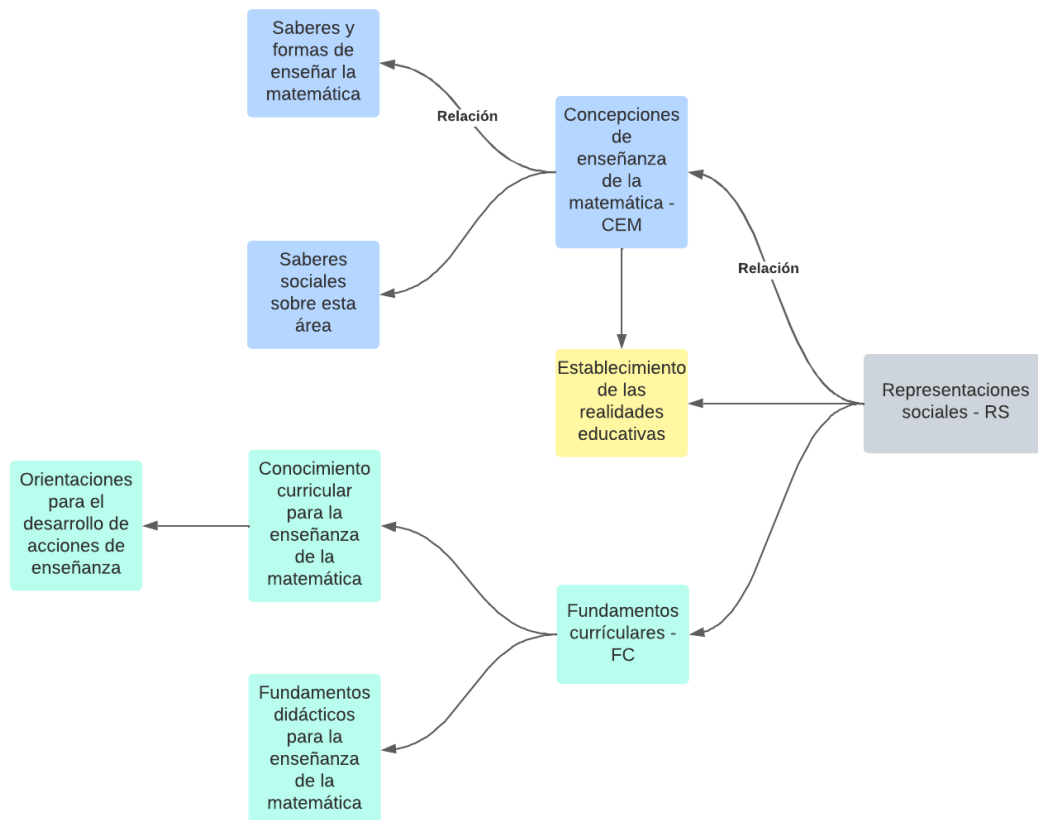 Saberes y
formas de
enseñar la
matemática
Relación
Concepciones
de
enseñanza
de la
matemática -
CEM
Saberes
sociales
sobre esta
área
Relación
Establecimiento
de las
realidades
educativas
Representaciones
sociales - RS
Orientaciones
para el
desarrollo de
acciones de
enseñanza
Conocimiento
curricular
para la
enseñanza
de la
matemática
Fundamentos
currículares -
FC
Fundamentos
didácticos
para la
enseñanza
de la
matemática